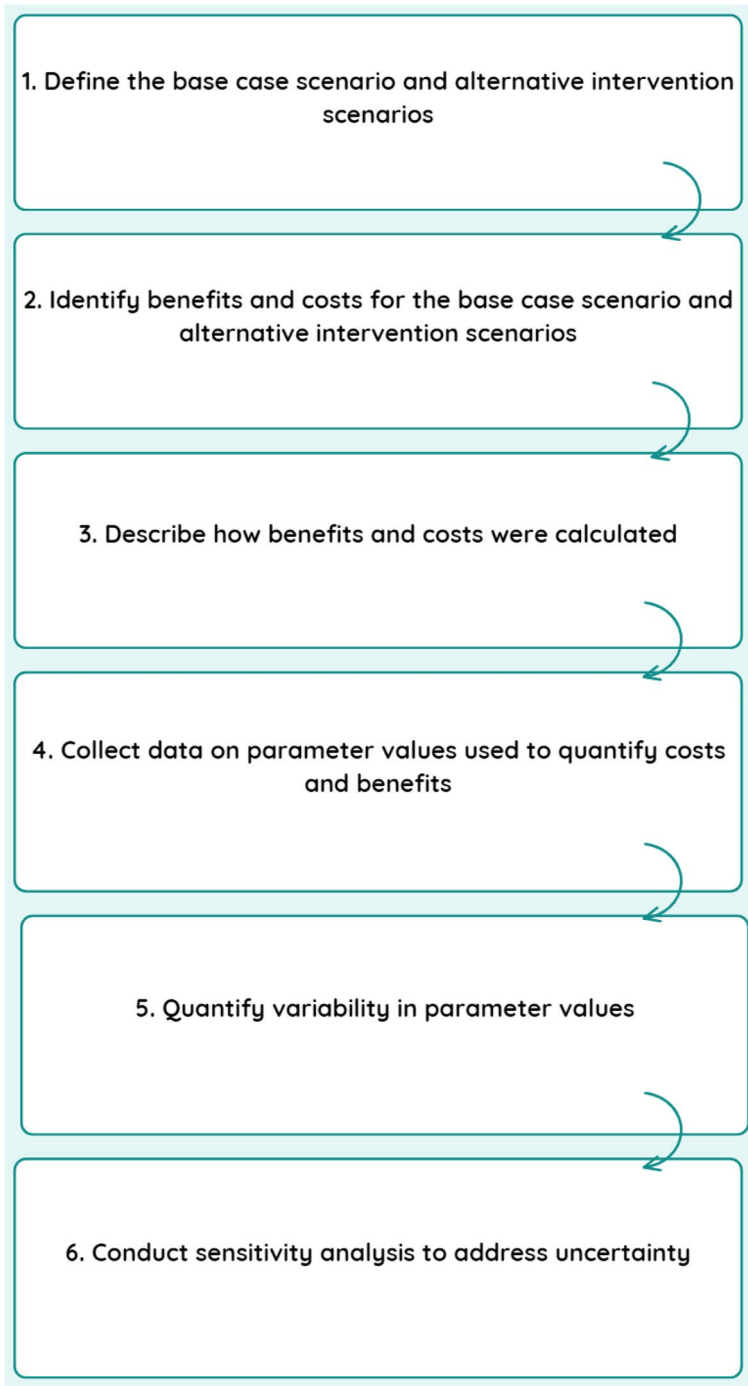 1. Define the base case scenario and alternative intervention
scenarios
2. Identify benefits and costs for the base case scenario and
alternative intervention scenarios
3. Describe how benefits and costs were calculated
4. Collect data on parameter values used to quantify costs
and benefits
5. Quantify variability in parameter values
6. Conduct sensitivity analysis to address uncertainty